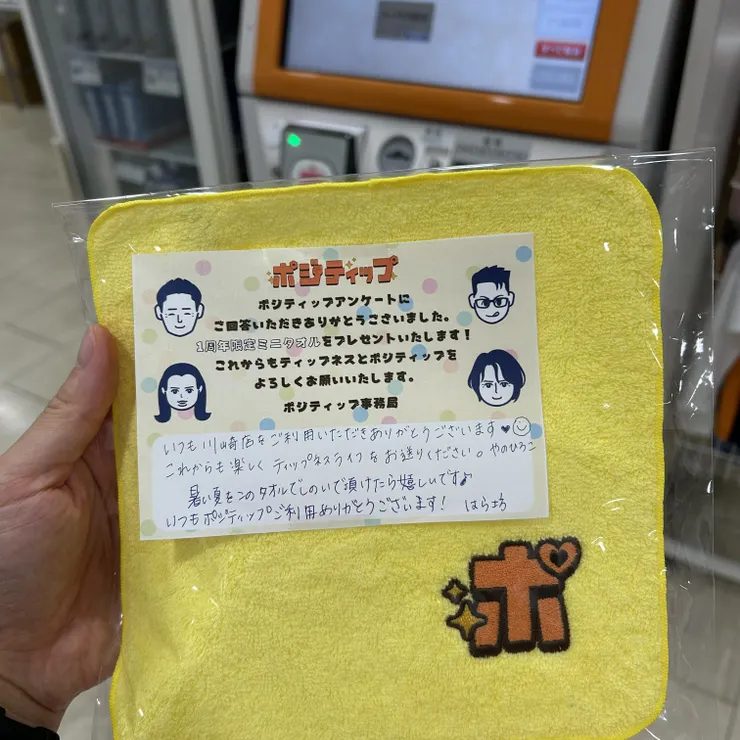 ポジティップ
ポジティップアンケートに
ご回答いただきありがとうございました。
1周年限定ミニタオルをプレゼントいたします！
これからもティップネスとポジティップを
よろしくお願いいたします。
ポジティップ事務局
いつも川崎店をご利用いただきありがとうございます♥☺
これからも楽しくティップネスライフをお送りください。やのひろこ
暑い夏をこのタオルでしのいで頂けたら嬉しいです♪
いつもポジティップご利用ありがとうございます！ はら坊
ポ